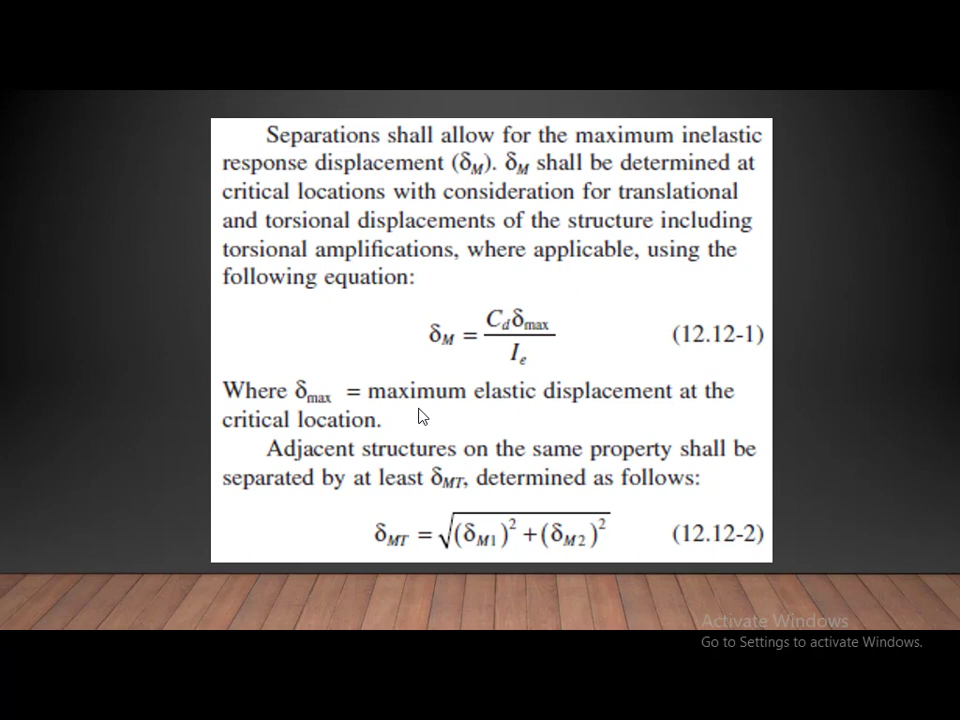 Separations shall allow for the maximum inelastic
response displacement (δM). δM shall be determined at
critical locations with consideration for translational
and torsional displacements of the structure including
torsional amplifications, where applicable, using the
following equation:
δM = Cdδmax / Ie (12.12-1)
Where δmax = maximum elastic displacement at the
critical location.
Adjacent structures on the same property shall be
separated by at least δMT, determined as follows:
δMT = √(δM1)² + (δM2)² (12.12-2)
Activate Windows
Go to Settings to activate Windows.